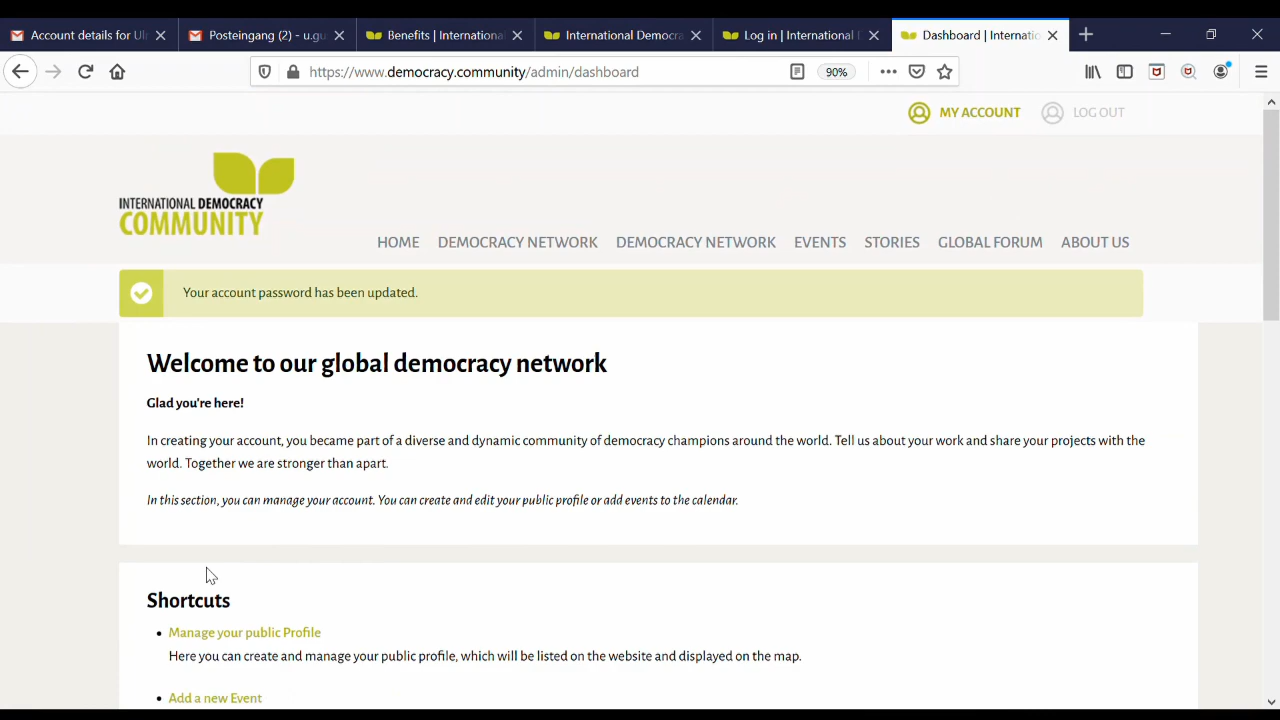 Account details for Ul
Posteingang (2) - u.gu
Benefits | Internationa
International Democra
Log in | International
Dashboard | Internatio
https://www.democracy.community/admin/dashboard
90%
MY ACCOUNT
LOG OUT
INTERNATIONAL DEMOCRACY
COMMUNITY
HOME DEMOCRACY NETWORK DEMOCRACY NETWORK EVENTS STORIES GLOBAL FORUM ABOUT US
Your account password has been updated.
Welcome to our global democracy network
Glad you're here!
In creating your account, you became part of a diverse and dynamic community of democracy champions around the world. Tell us about your work and share your projects with the
world. Together we are stronger than apart.
In this section, you can manage your account. You can create and edit your public profile or add events to the calendar.
Shortcuts
• Manage your public Profile
Here you can create and manage your public profile, which will be listed on the website and displayed on the map.
• Add a new Event